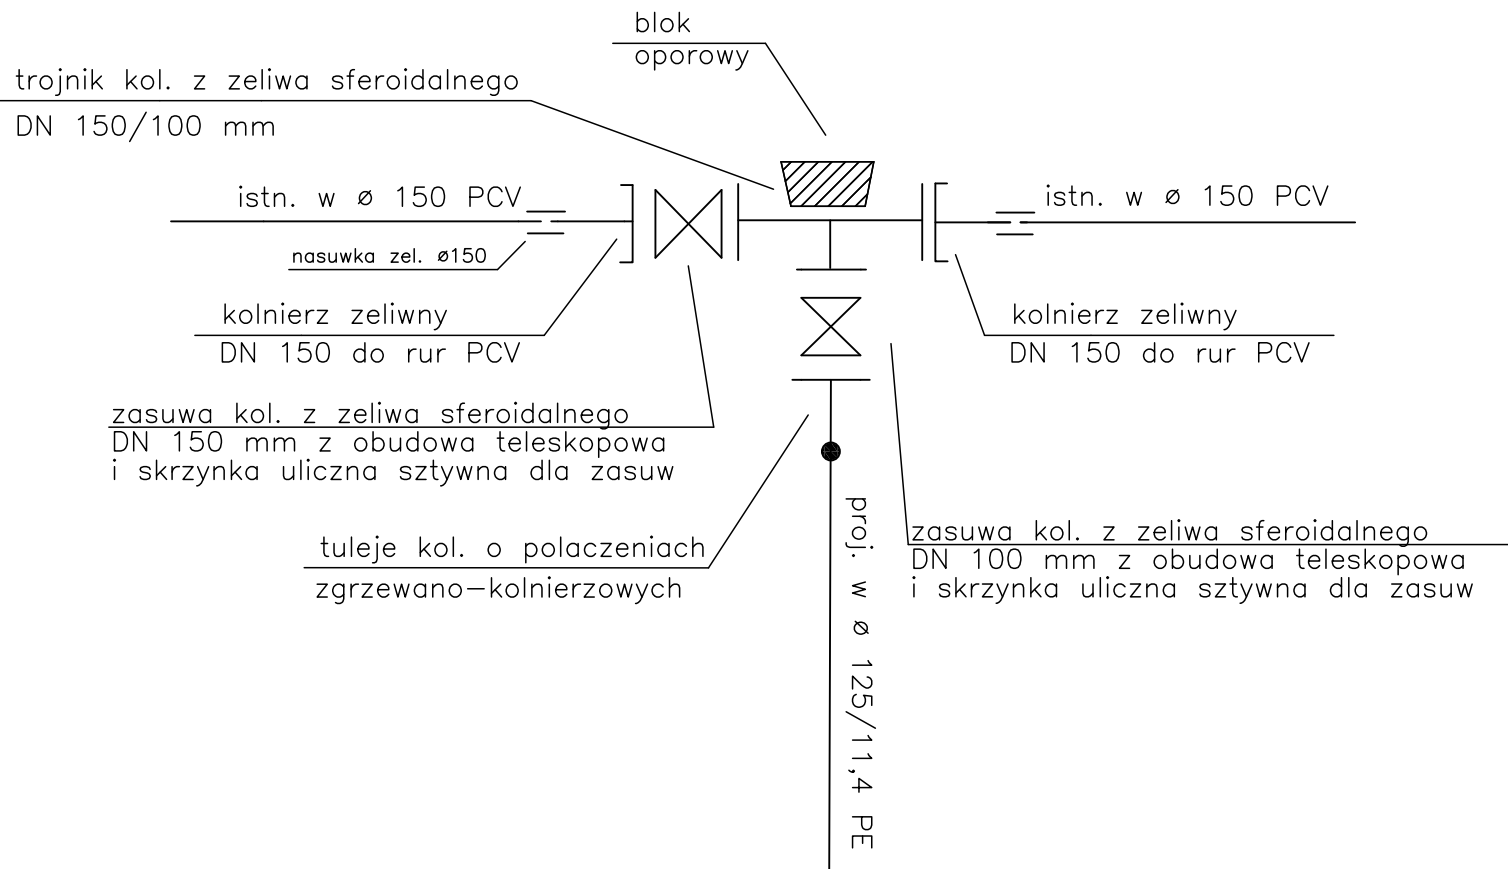 blok
oporowy
trojnik kol. z zeliwa sferoidalnego
DN 150/100 mm
istn. w ø 150 PCV
istn. w ø 150 PCV
nasuwka zel. ø150
kolnierz zeliwny
DN 150 do rur PCV
kolnierz zeliwny
DN 150 do rur PCV
zasuwa kol. z zeliwa sferoidalnego
DN 150 mm z obudowa teleskopowa
i skrzynka uliczna sztywna dla zasuw
tuleje kol. o polaczeniach
zgrzewano-kolnierzowych
proj. w ø 125/11,4 PE
zasuwa kol. z zeliwa sferoidalnego
DN 100 mm z obudowa teleskopowa
i skrzynka uliczna sztywna dla zasuw